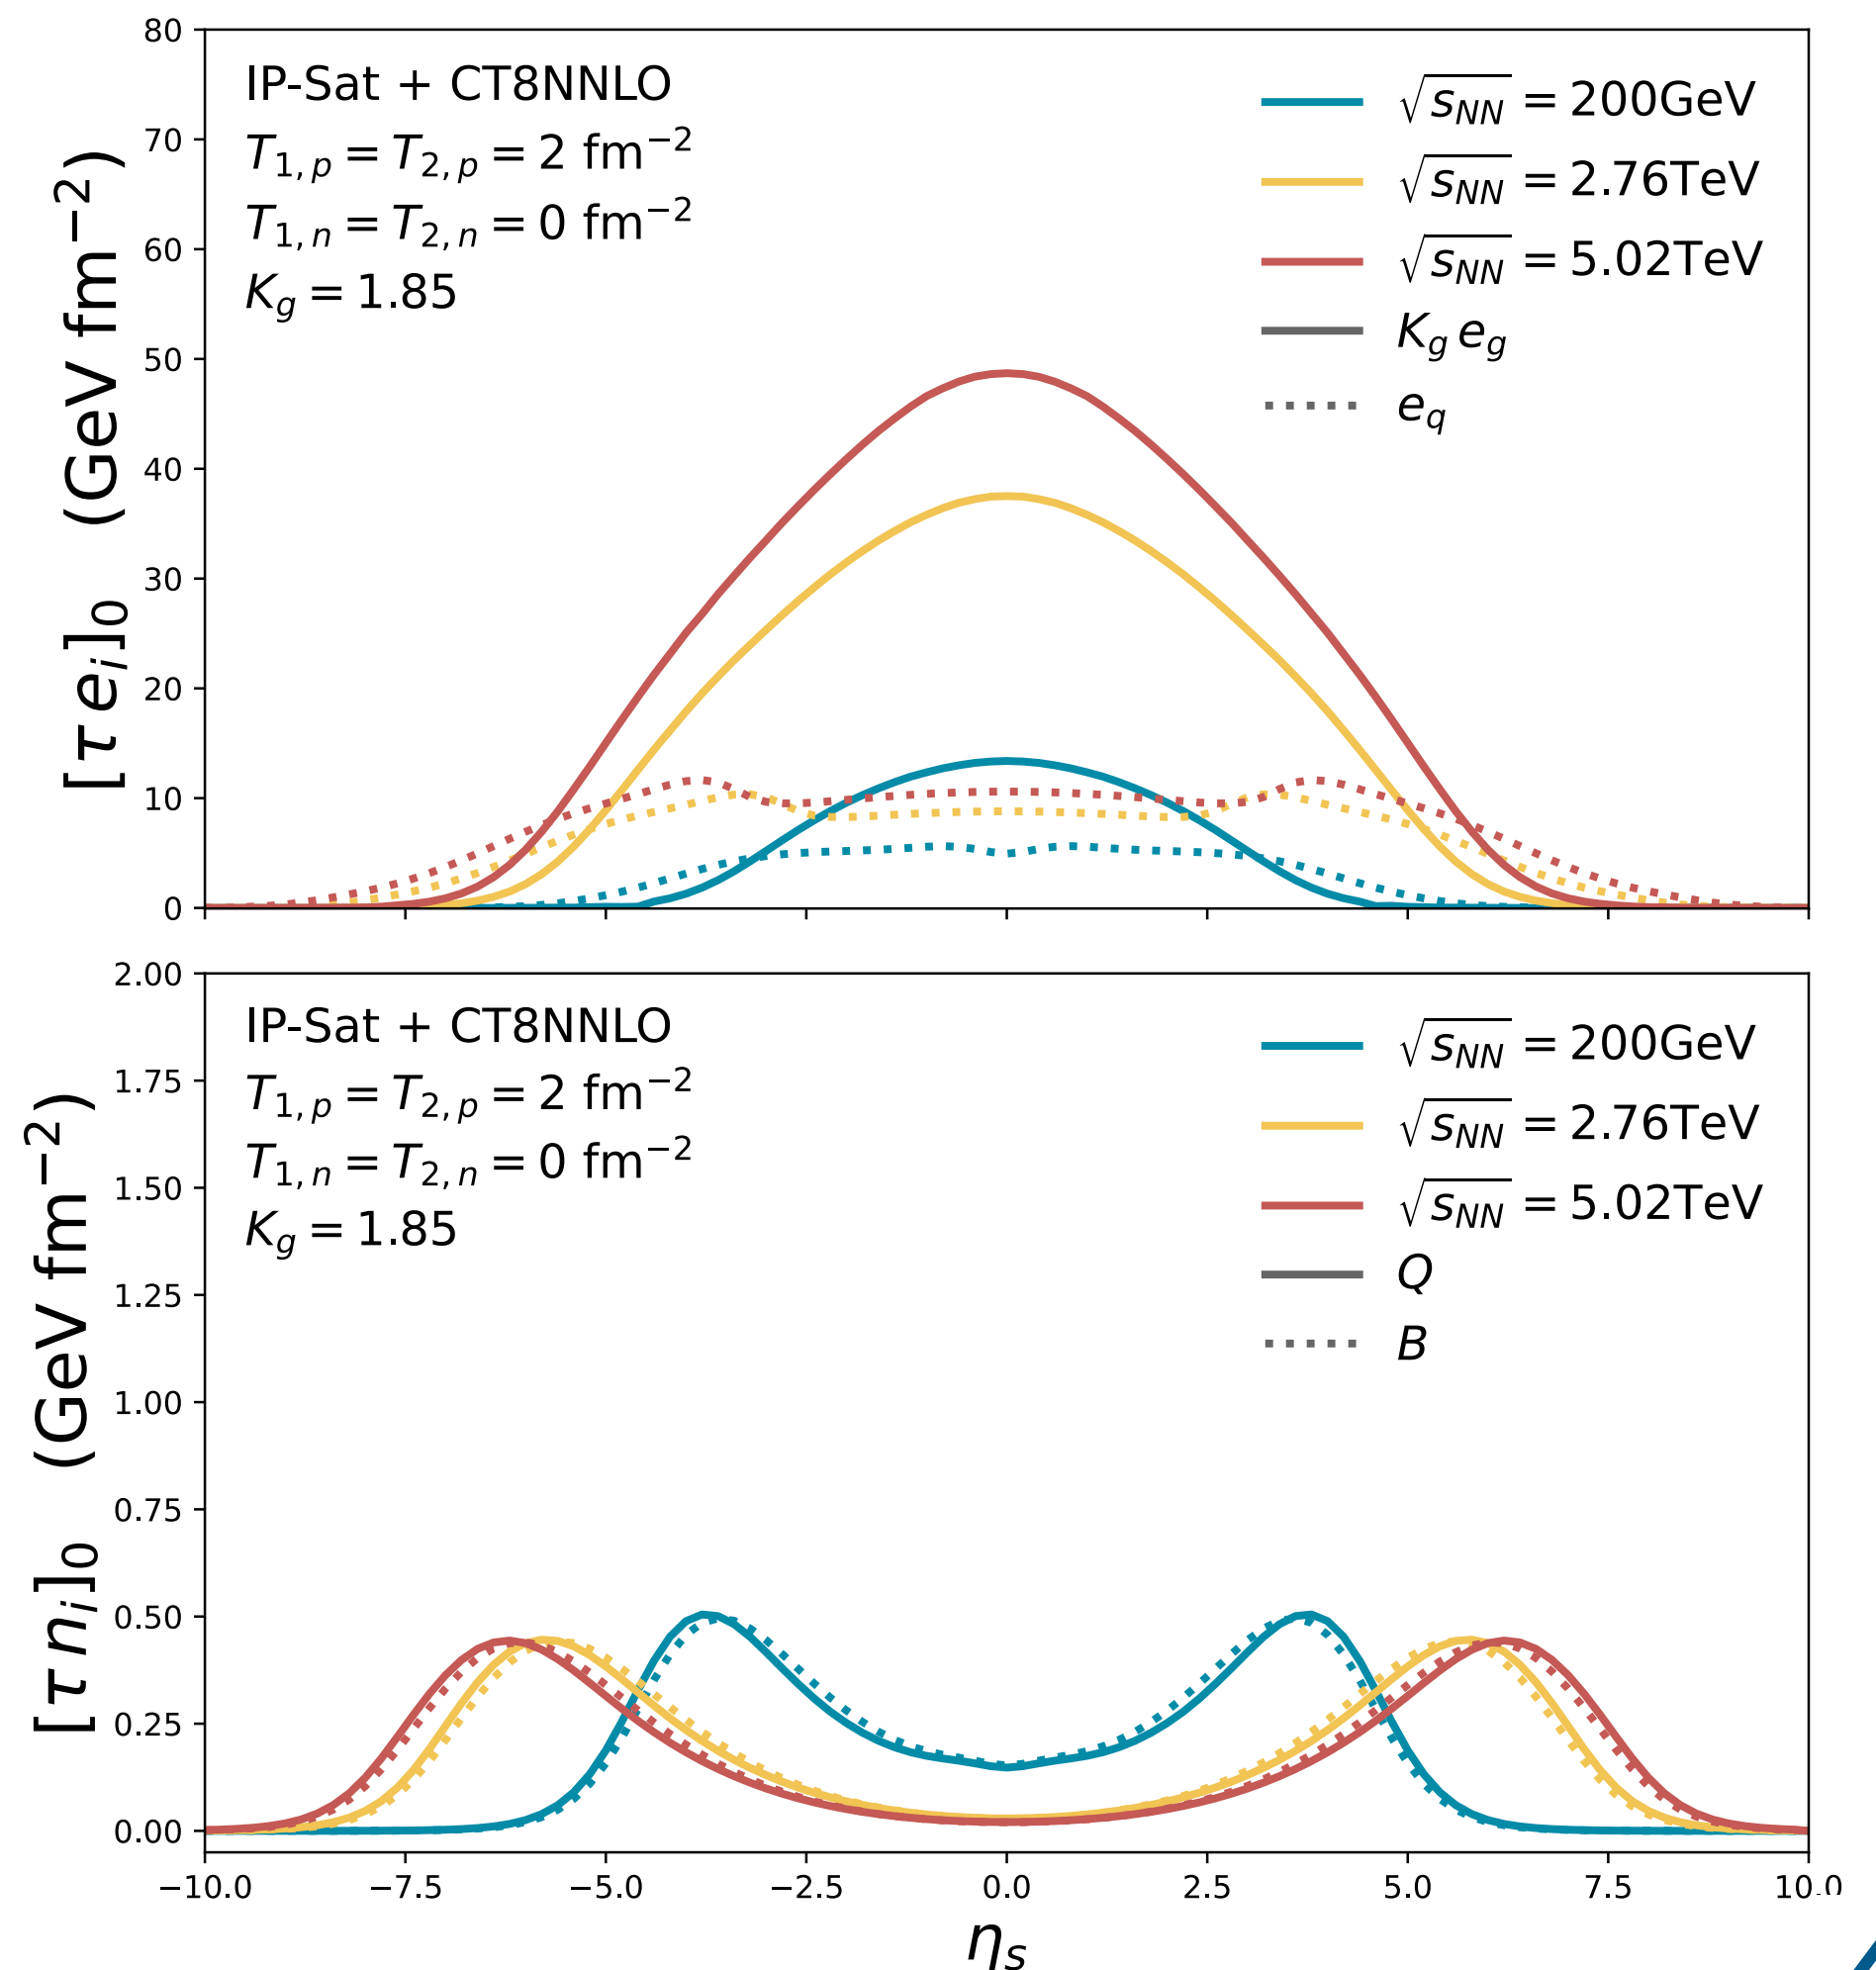 80
70
60
50
40
30
20
10
0
[τ e_i]_0 (GeV fm^−2)
IP-Sat + CT8NNLO
T_{1,p} = T_{2,p} = 2 fm^−2
T_{1,n} = T_{2,n} = 0 fm^−2
K_g = 1.85
√s_NN = 200GeV
√s_NN = 2.76TeV
√s_NN = 5.02TeV
K_g e_g
e_q
2.00
1.75
1.50
1.25
1.00
0.75
0.50
0.25
0.00
[τ n_i]_0 (GeV fm^−2)
IP-Sat + CT8NNLO
T_{1,p} = T_{2,p} = 2 fm^−2
T_{1,n} = T_{2,n} = 0 fm^−2
K_g = 1.85
√s_NN = 200GeV
√s_NN = 2.76TeV
√s_NN = 5.02TeV
Q
B
−10.0 −7.5 −5.0 −2.5 0.0 2.5 5.0 7.5 10.0
η_s